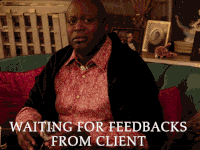 WAITING FOR FEEDBACKS
FROM CLIENT